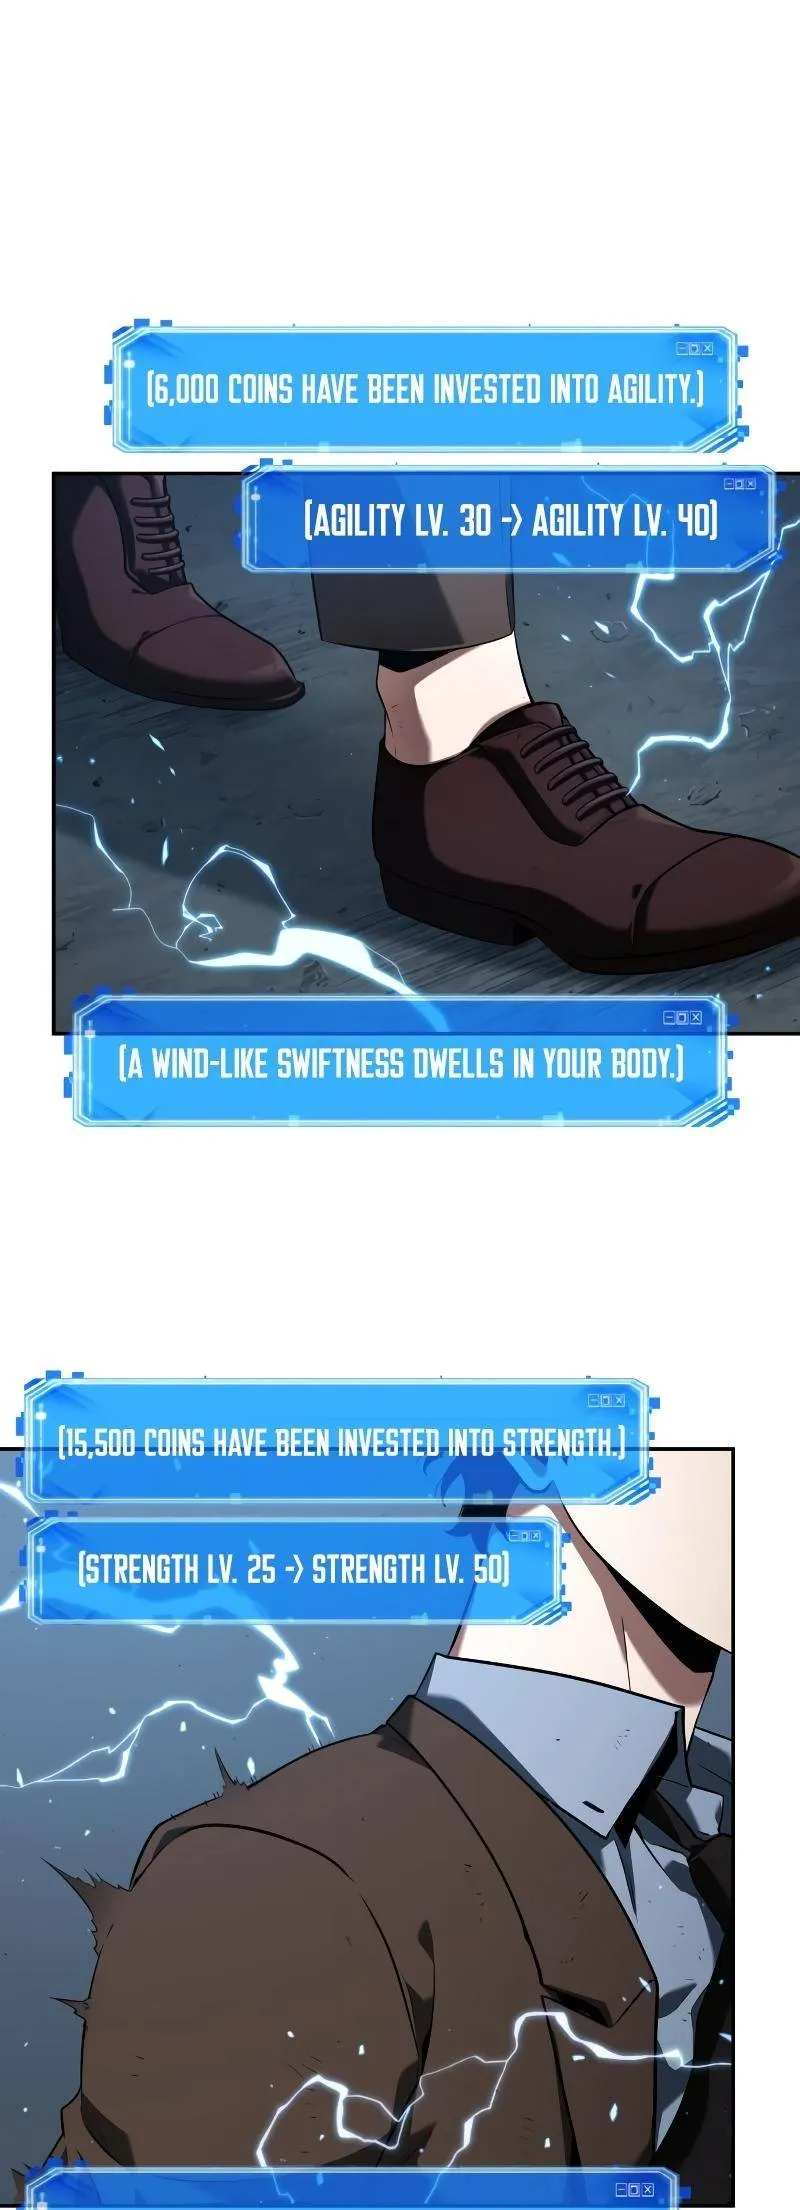 [6,000 COINS HAVE BEEN INVESTED INTO AGILITY.]
[AGILITY LV. 30 -> AGILITY LV. 40]
[A WIND-LIKE SWIFTNESS DWELLS IN YOUR BODY.]
[15,500 COINS HAVE BEEN INVESTED INTO STRENGTH.]
[STRENGTH LV. 25 -> STRENGTH LV. 50]